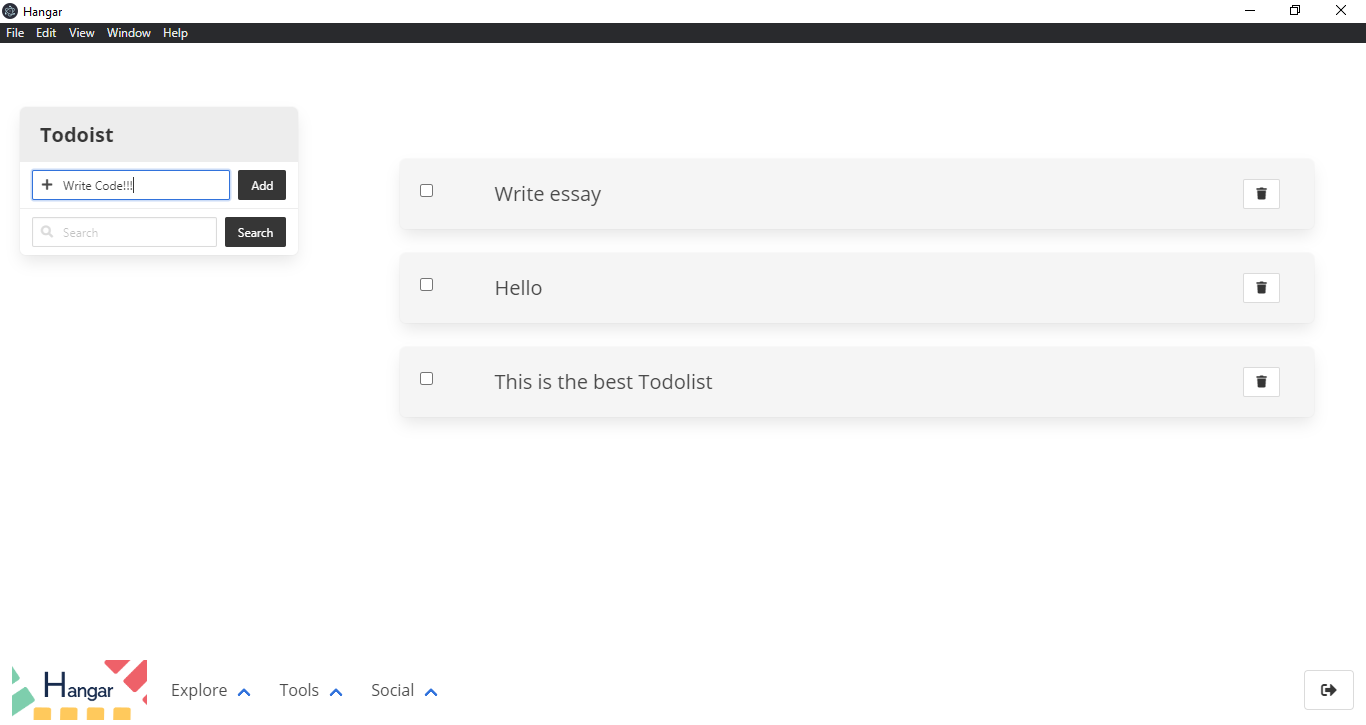 Hangar
File Edit View Window Help
Todoist
Write Code!!! Add
Search Search
Write essay
Hello
This is the best Todolist
Hangar Explore Tools Social